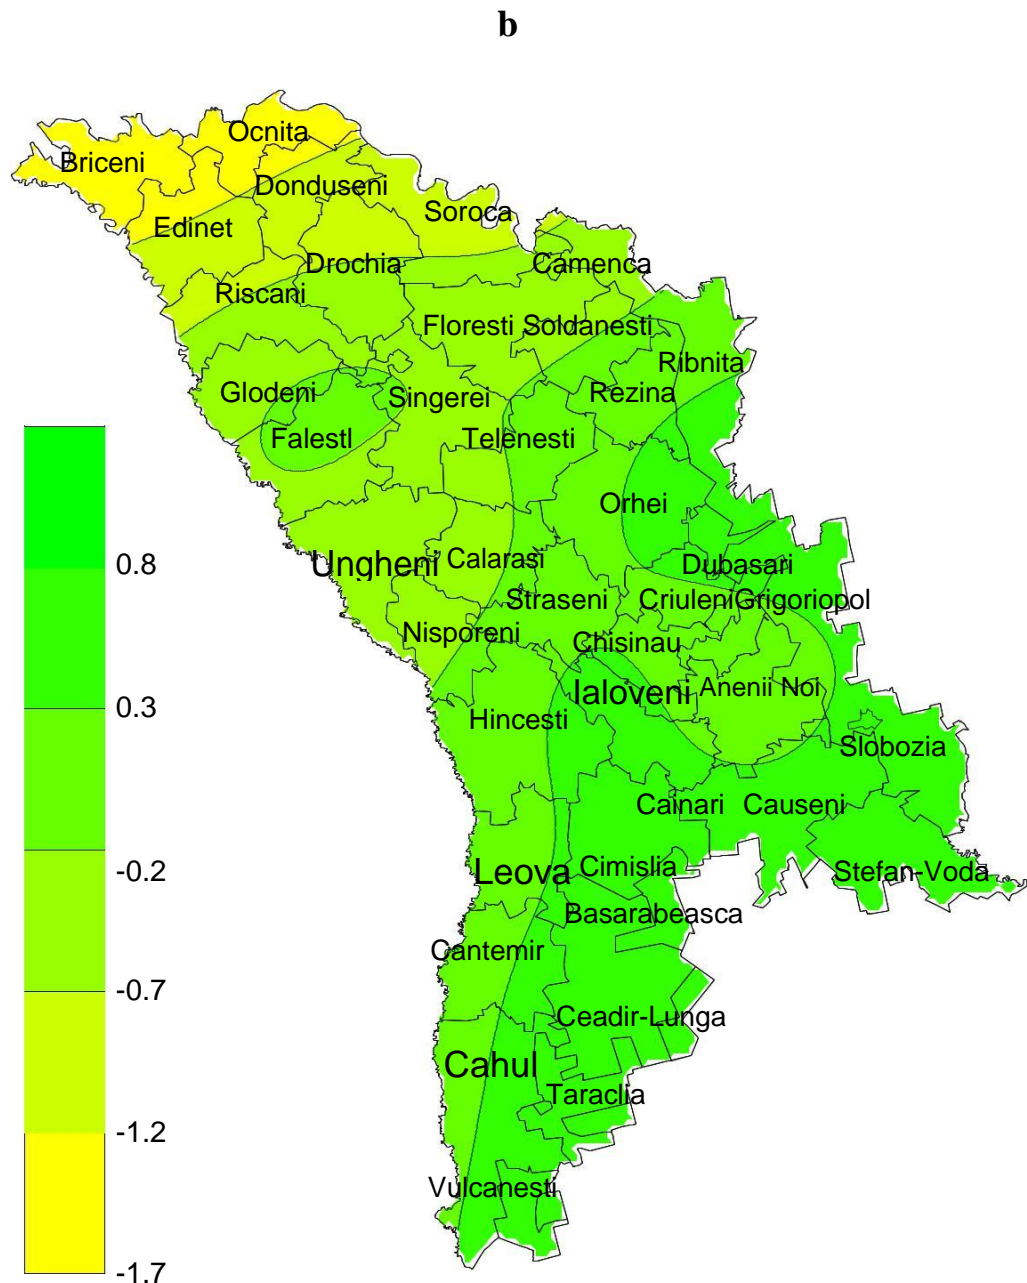 b
Ocnita
Briceni
Donduseni
Soroca
Edinet
Drochia
Camenca
Riscani
Floresti
Soldanesti
Ribnita
Glodeni
Singerei
Rezina
Falestl
Telenesti
Orhei
Ungheni
Calarasi
Dubasari
Straseni
Criuleni
Grigoriopol
Nisporeni
Chisinau
Ialoveni
Anenii Noi
Hincesti
Slobozia
Cainari
Causeni
Leova
Cimislia
Stefan-Voda
Basarabeasca
Cantemir
Ceadir-Lunga
Cahul
Taraclia
Vulcanesti
0.8
0.3
-0.2
-0.7
-1.2
-1.7